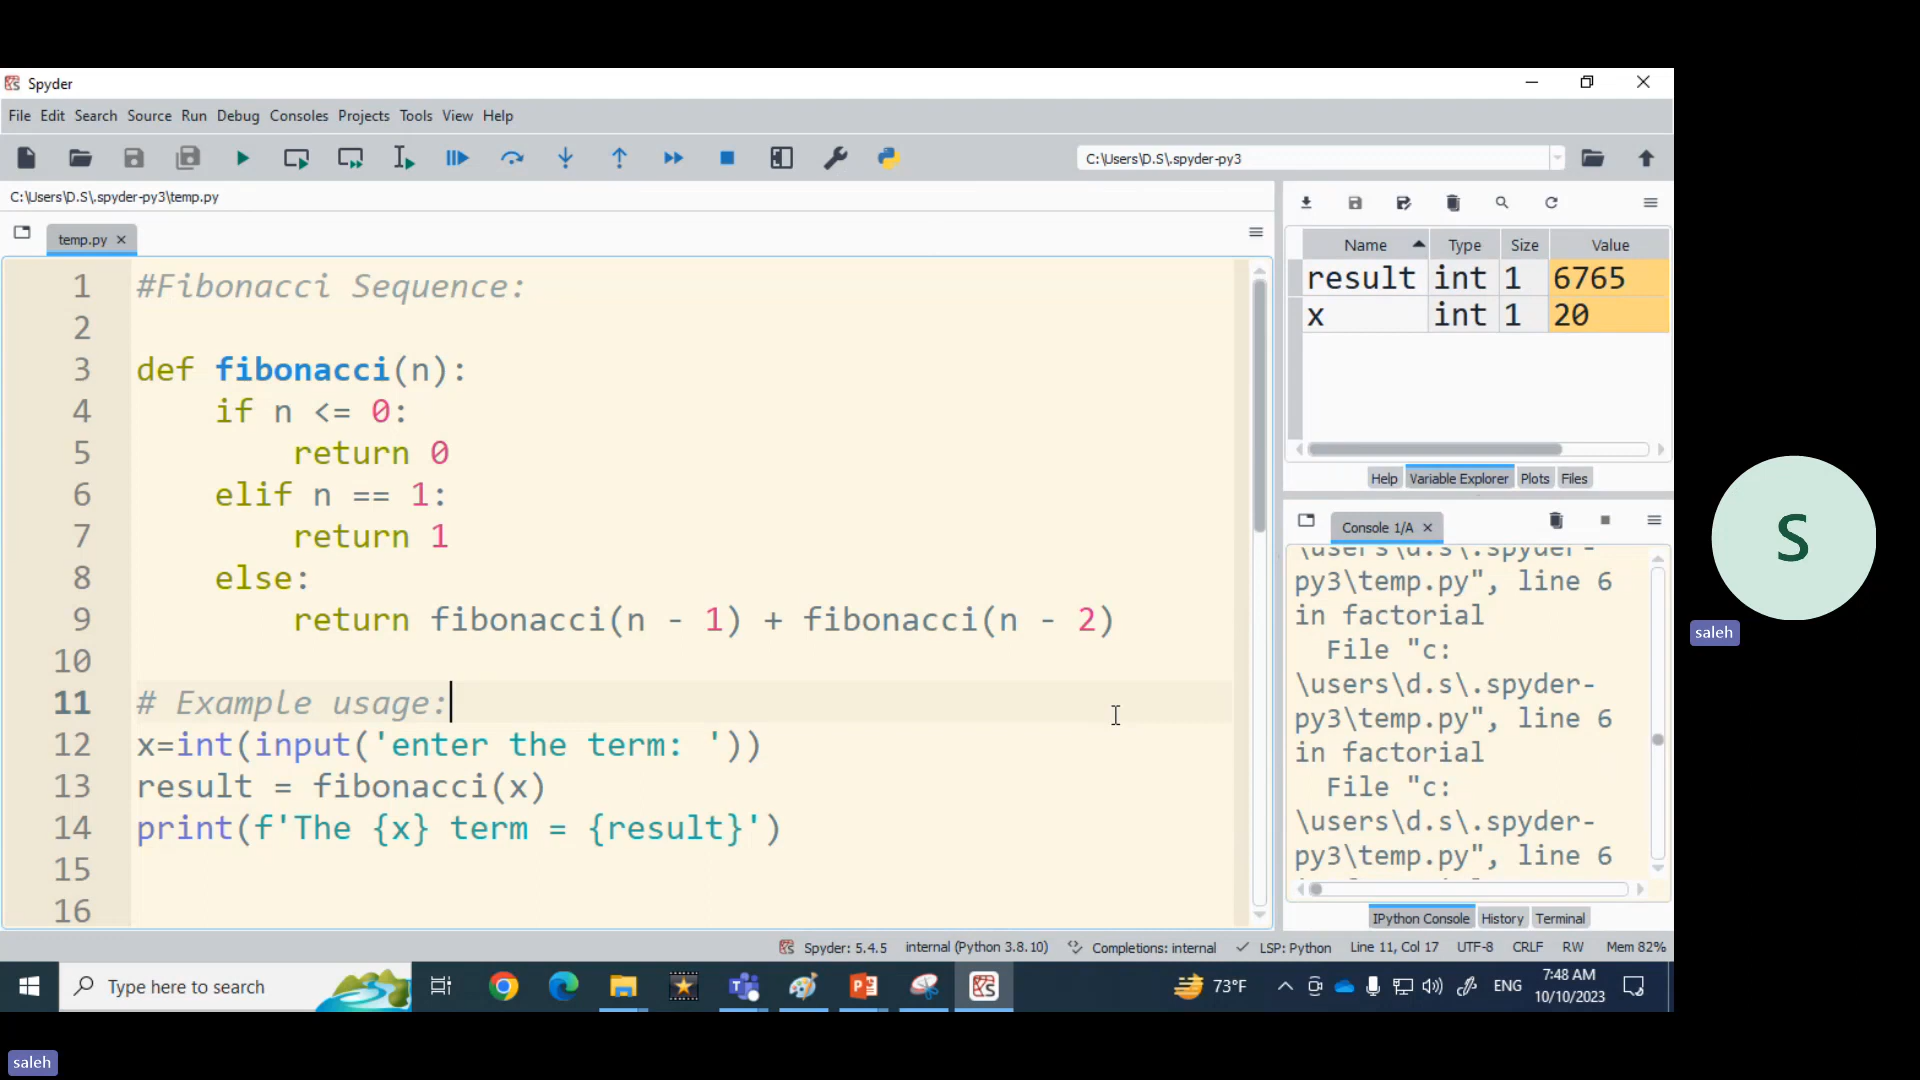 Spyder
File Edit Search Source Run Debug Consoles Projects Tools View Help
C:\Users\D.S\.spyder-py3
C:\Users\D.S\.spyder-py3\temp.py
temp.py
1 #Fibonacci Sequence:
2
3 def fibonacci(n):
4     if n <= 0:
5         return 0
6     elif n == 1:
7         return 1
8     else:
9         return fibonacci(n - 1) + fibonacci(n - 2)
10
11 # Example usage:
12 x=int(input('enter the term: '))
13 result = fibonacci(x)
14 print(f'The {x} term = {result}')
15
16
Name Type Size Value
result int 1 6765
x int 1 20
Help Variable Explorer Plots Files
Console 1/A
\users\d.s\.spyder-
py3\temp.py", line 6
in factorial
  File "c:
\users\d.s\.spyder-
py3\temp.py", line 6
in factorial
  File "c:
\users\d.s\.spyder-
py3\temp.py", line 6
IPython Console History Terminal
Spyder: 5.4.5 internal (Python 3.8.10) Completions: internal LSP: Python Line 11, Col 17 UTF-8 CRLF RW Mem 82%
Type here to search
73°F
ENG
7:48 AM
10/10/2023
S
saleh
saleh